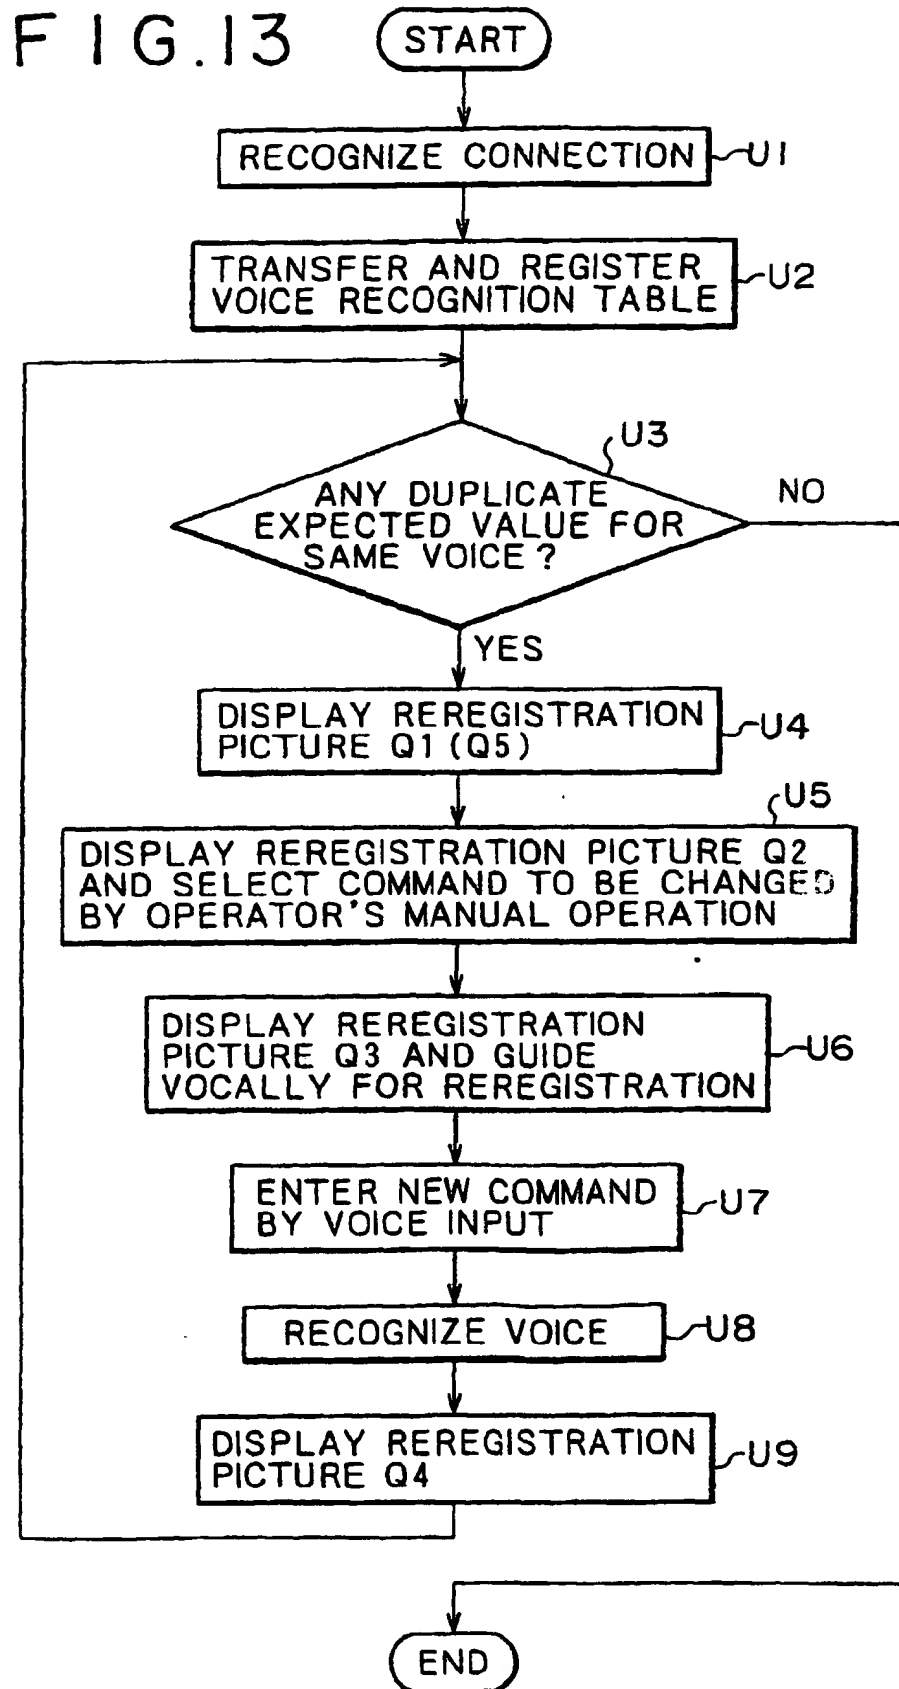 FIG.13
START
RECOGNIZE CONNECTION
U1
TRANSFER AND REGISTER
VOICE RECOGNITION TABLE
U2
U3
ANY DUPLICATE
EXPECTED VALUE FOR
SAME VOICE?
NO
YES
DISPLAY REREGISTRATION
PICTURE Q1(Q5)
U4
U5
DISPLAY REREGISTRATION PICTURE Q2
AND SELECT COMMAND TO BE CHANGED
BY OPERATOR'S MANUAL OPERATION
DISPLAY REREGISTRATION
PICTURE Q3 AND GUIDE
VOCALLY FOR REREGISTRATION
U6
ENTER NEW COMMAND
BY VOICE INPUT
U7
RECOGNIZE VOICE
U8
DISPLAY REREGISTRATION
PICTURE Q4
U9
END